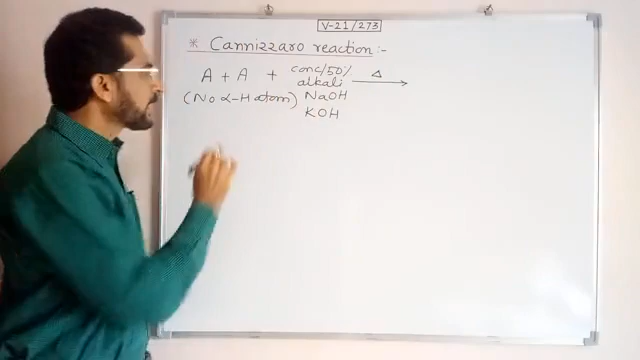 V-21/273
* Cannizzaro reaction :-
A + A + conc/50% alkali Δ →
(No α-H atom) NaOH
KOH